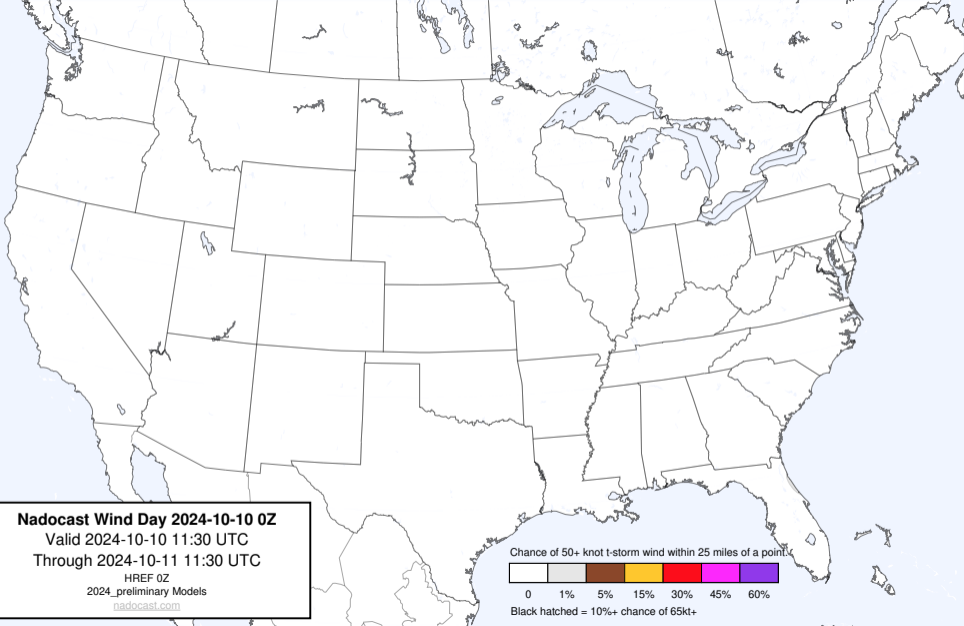 Nadocast Wind Day 2024-10-10 0Z
Valid 2024-10-10 11:30 UTC
Through 2024-10-11 11:30 UTC
HREF 0Z
2024_preliminary Models
nadocast.com
Chance of 50+ knot t-storm wind within 25 miles of a point.
0 1% 5% 15% 30% 45% 60%
Black hatched = 10%+ chance of 65kt+